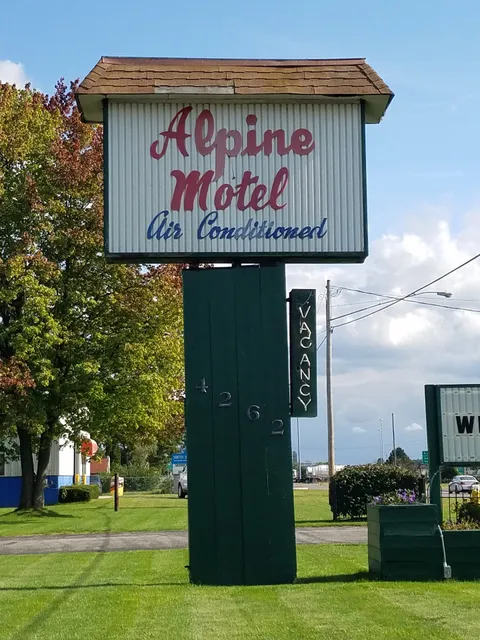 Alpine
Motel
Air Conditioned
VACANCY
4262